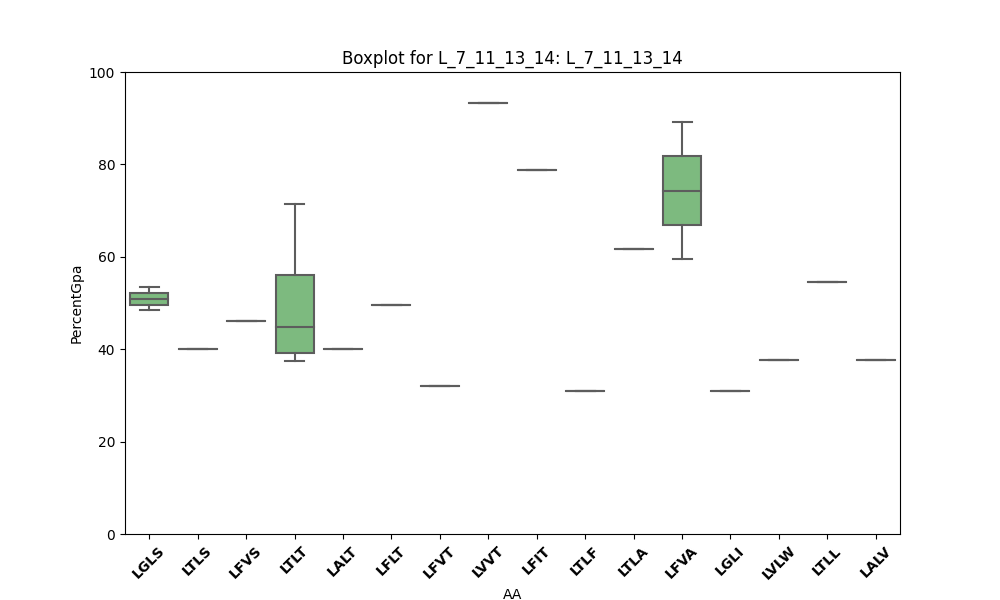 Boxplot for L_7_11_13_14: L_7_11_13_14
100
80
60
40
20
0
PercentGpa
LGLS LTLS LFVS LTLT LALT LFLT LFVT LVVT LFIT LTLF LTLA LFVA LGLI LVLW LTLL LALV
AA